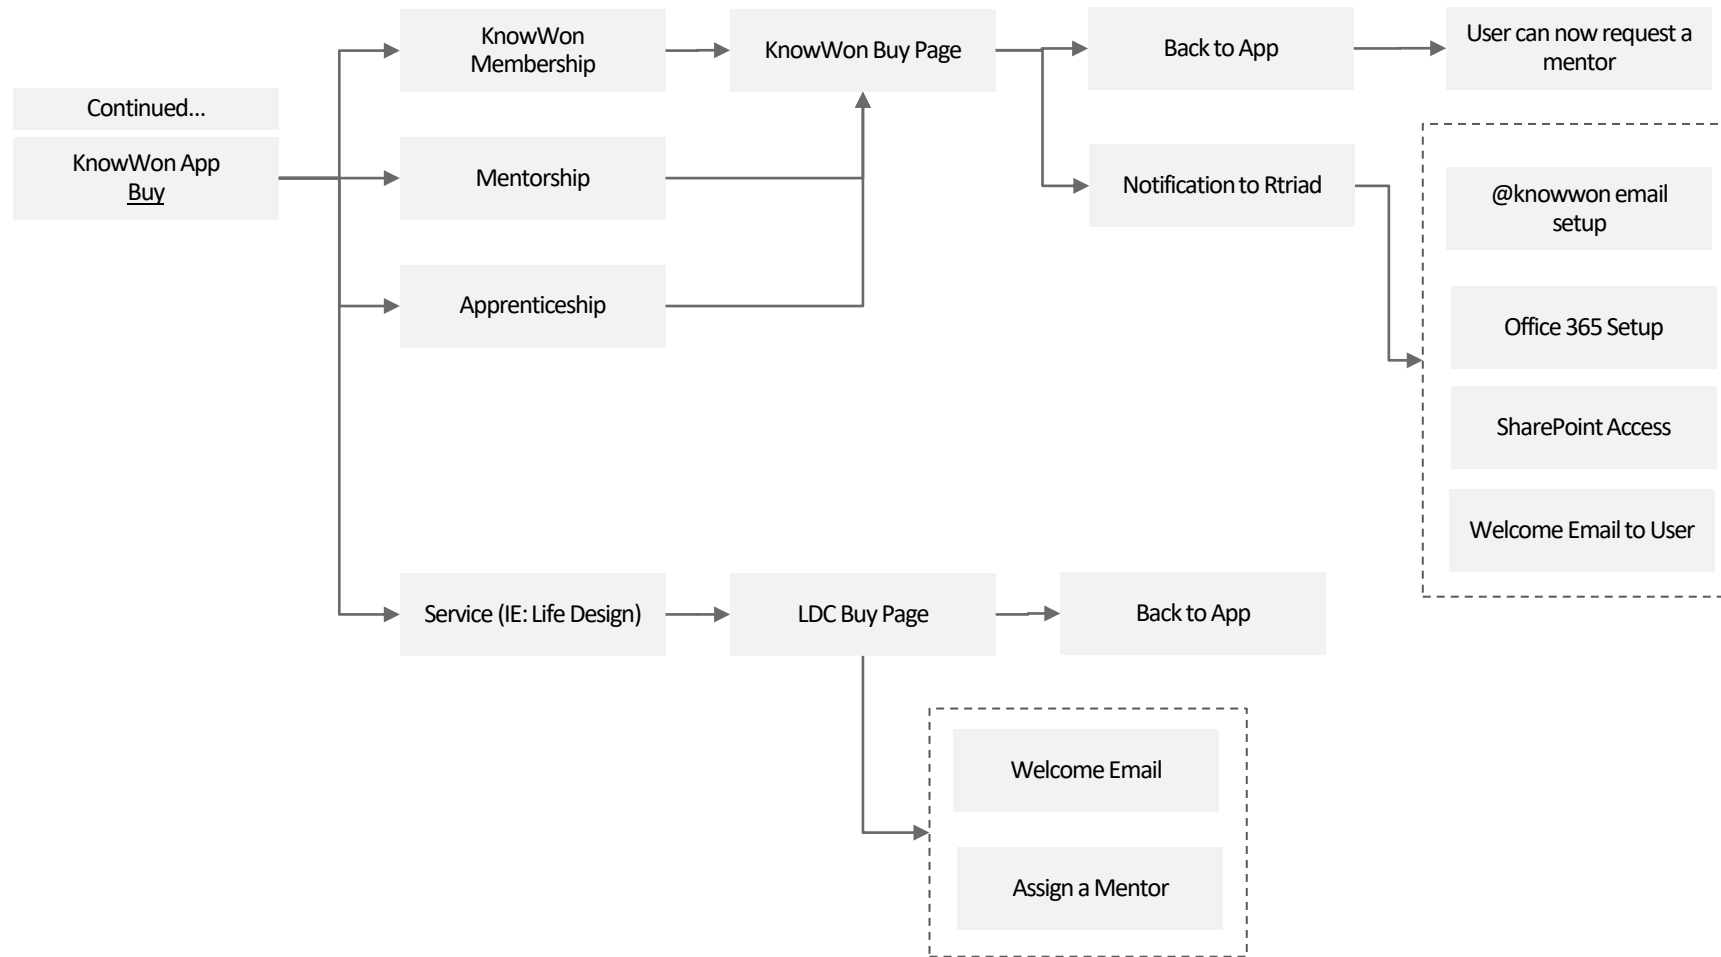 KnowWon
Membership
KnowWon Buy Page
Back to App
User can now request a
mentor
Continued...
KnowWon App
Buy
Mentorship
Notification to Rtriad
@knowwon email
setup
Apprenticeship
Office 365 Setup
SharePoint Access
Welcome Email to User
Service (IE: Life Design)
LDC Buy Page
Back to App
Welcome Email
Assign a Mentor